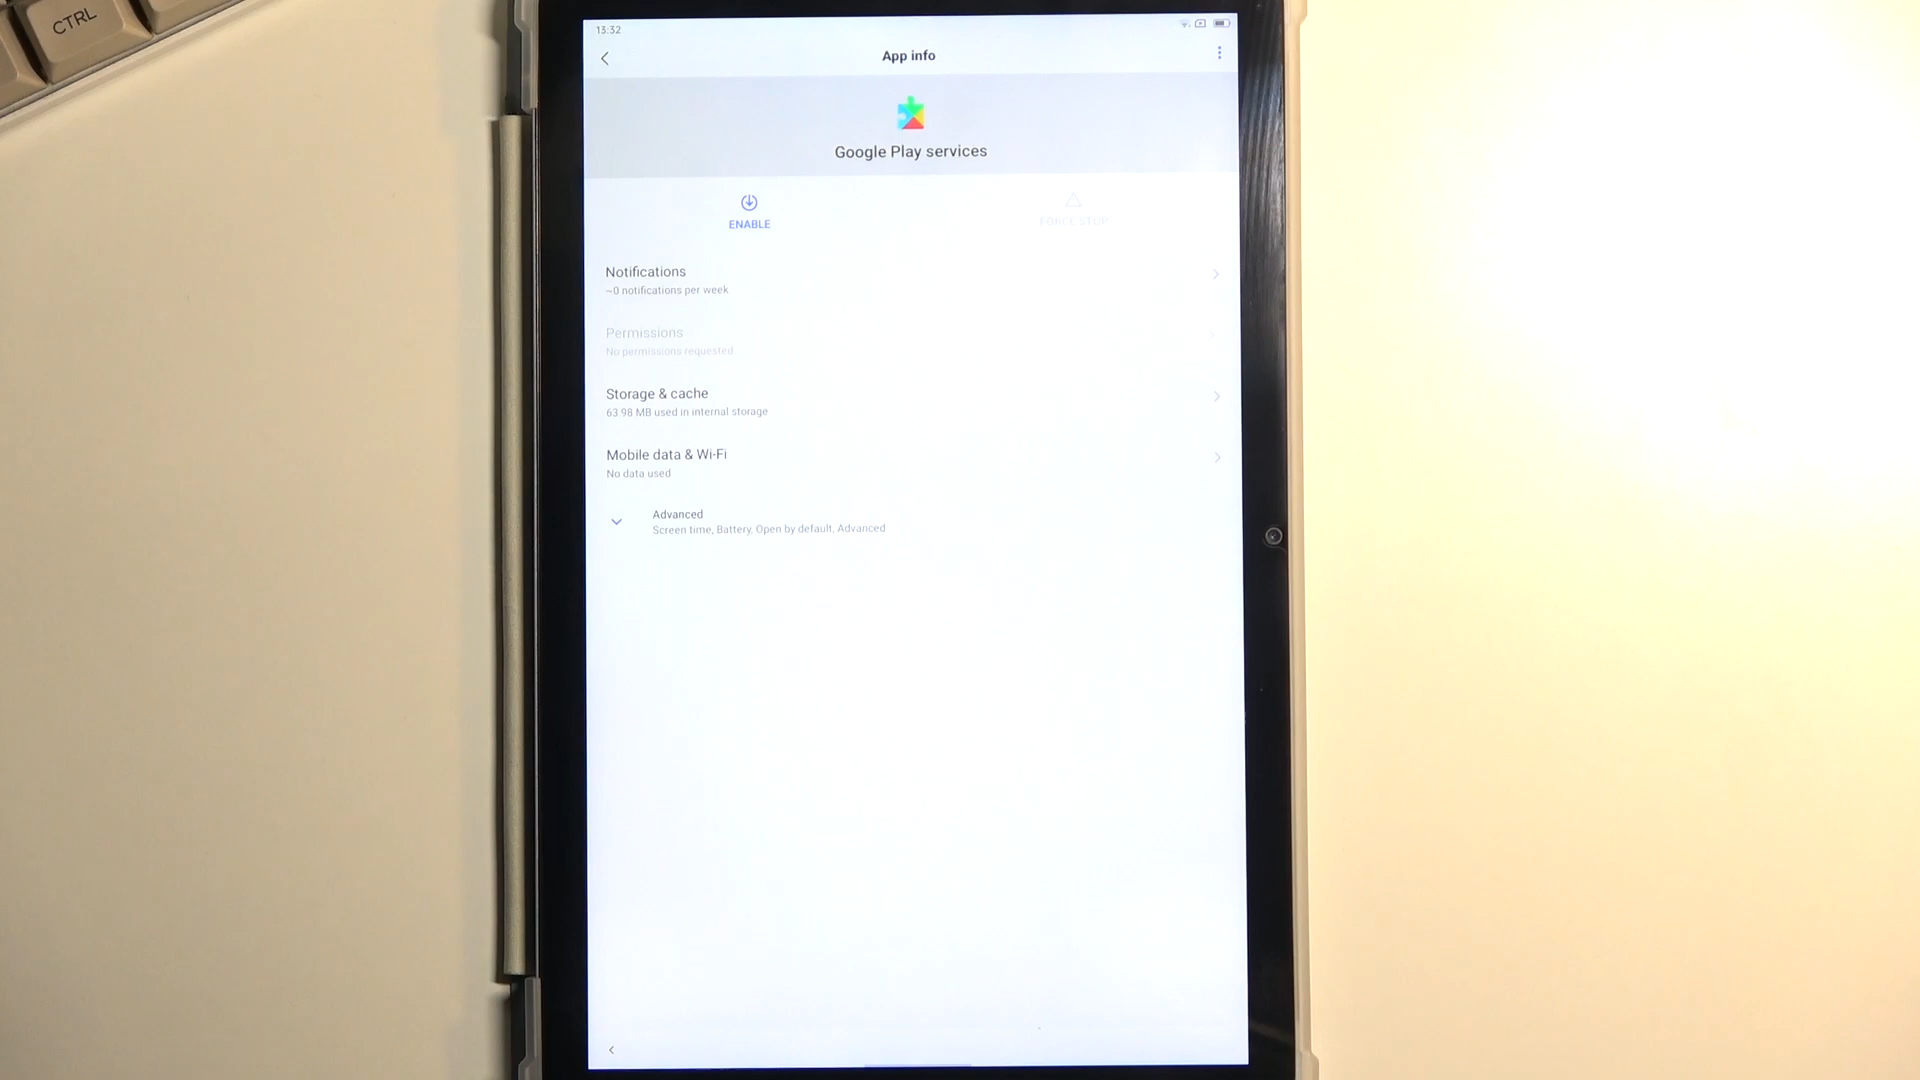 CTRL
13:32
App info
Google Play services
ENABLE
FORCE STOP
Notifications
~0 notifications per week
Permissions
No permissions requested
Storage & cache
63.98 MB used in internal storage
Mobile data & Wi-Fi
No data used
Advanced
Screen time, Battery, Open by default, Advanced